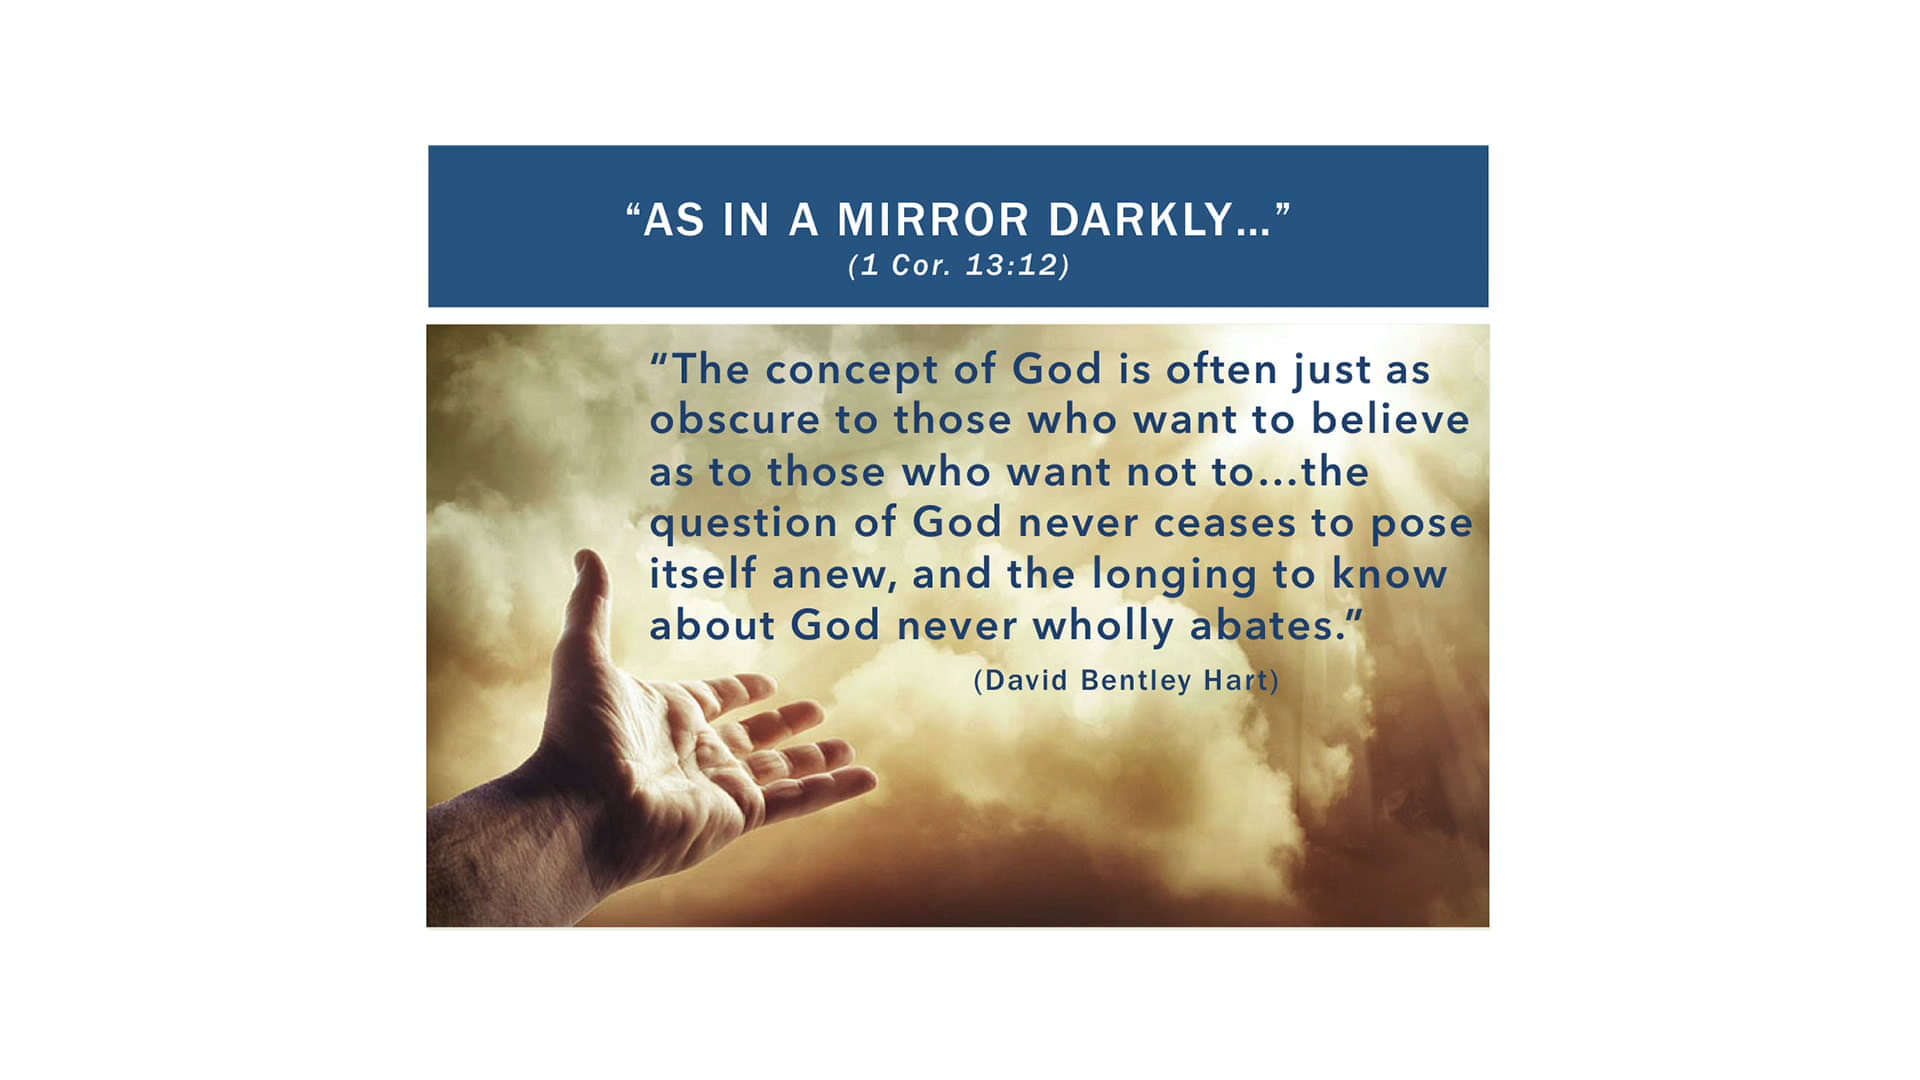 “AS IN A MIRROR DARKLY…”
(1 Cor. 13:12)
“The concept of God is often just as
obscure to those who want to believe
as to those who want not to…the
question of God never ceases to pose
itself anew, and the longing to know
about God never wholly abates.”
(David Bentley Hart)